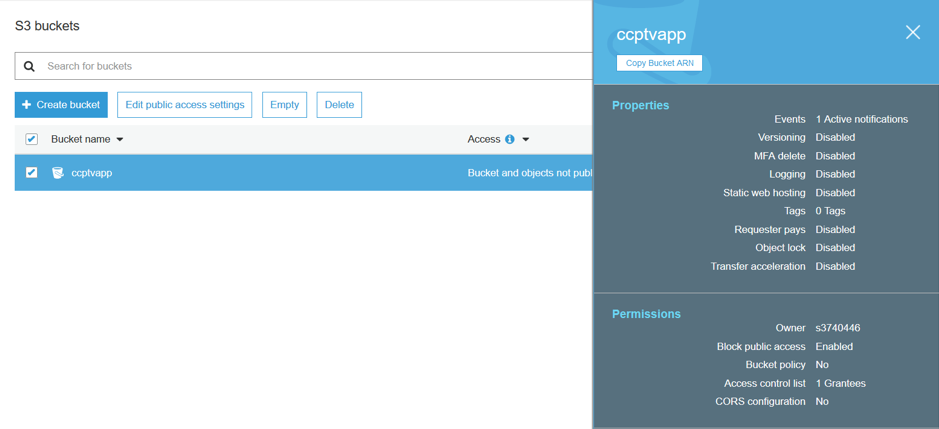 S3 buckets
Search for buckets
+ Create bucket Edit public access settings Empty Delete
Bucket name Access
ccptvapp Bucket and objects not publ
ccptvapp
Copy Bucket ARN
Properties
Events 1 Active notifications
Versioning Disabled
MFA delete Disabled
Logging Disabled
Static web hosting Disabled
Tags 0 Tags
Requester pays Disabled
Object lock Disabled
Transfer acceleration Disabled
Permissions
Owner s3740446
Block public access Enabled
Bucket policy No
Access control list 1 Grantees
CORS configuration No